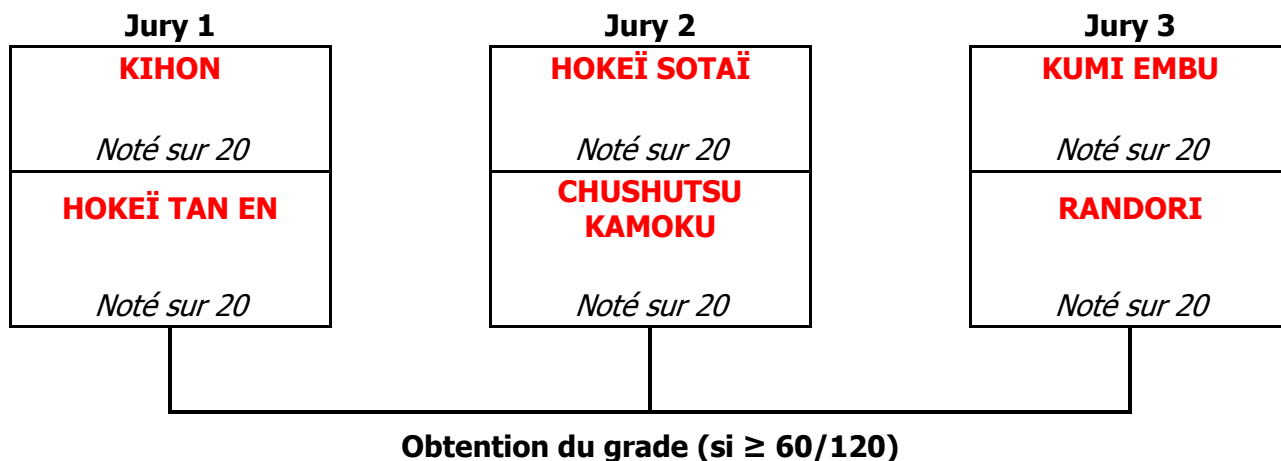 Jury 1
KIHON
Noté sur 20
HOKEÏ TAN EN
Noté sur 20
Jury 2
HOKEÏ SOTAÏ
Noté sur 20
CHUSHUTSU
KAMOKU
Noté sur 20
Jury 3
KUMI EMBU
Noté sur 20
RANDORI
Noté sur 20
Obtention du grade (si ≥ 60/120)